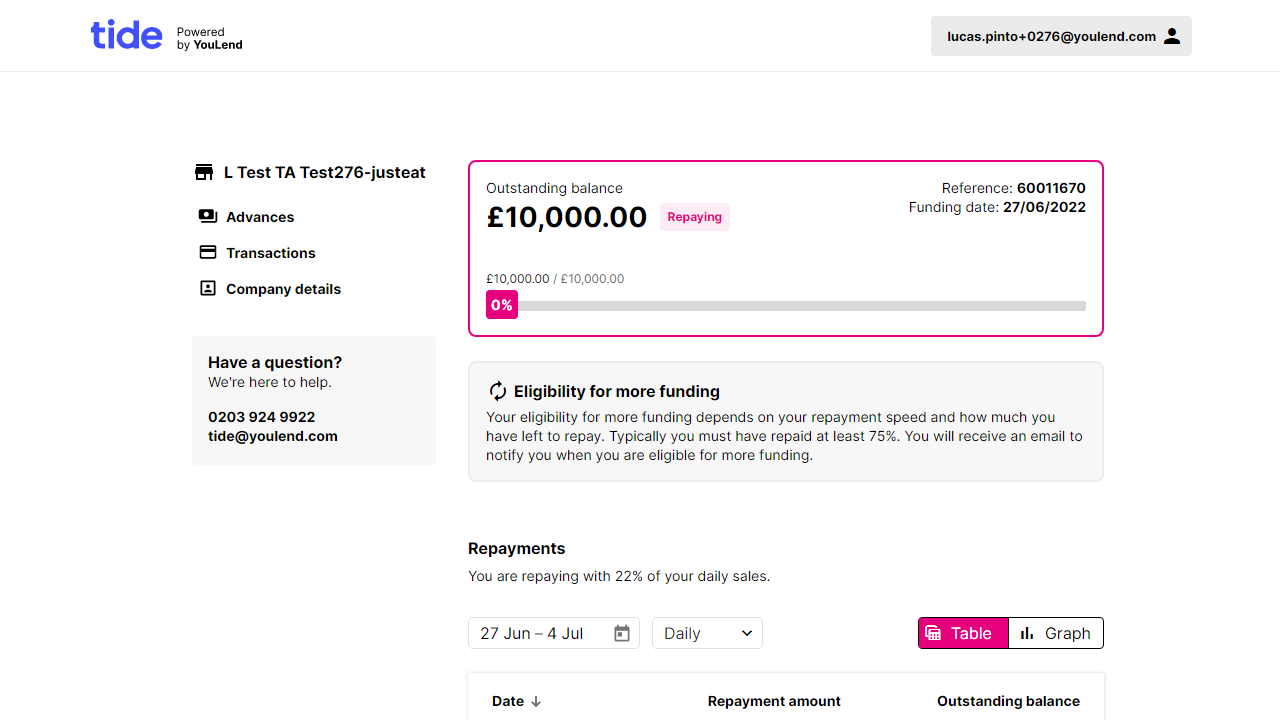 tide
Powered
by YouLend
lucas.pinto+0276@youlend.com
L Test TA Test276-justeat
Advances
Transactions
Company details
Have a question?
We're here to help.
0203 924 9922
tide@youlend.com
Outstanding balance
£10,000.00 Repaying
Reference: 60011670
Funding date: 27/06/2022
£10,000.00 / £10,000.00
0%
Eligibility for more funding
Your eligibility for more funding depends on your repayment speed and how much you
have left to repay. Typically you must have repaid at least 75%. You will receive an email to
notify you when you are eligible for more funding.
Repayments
You are repaying with 22% of your daily sales.
27 Jun – 4 Jul Daily Table Graph
Date Repayment amount Outstanding balance